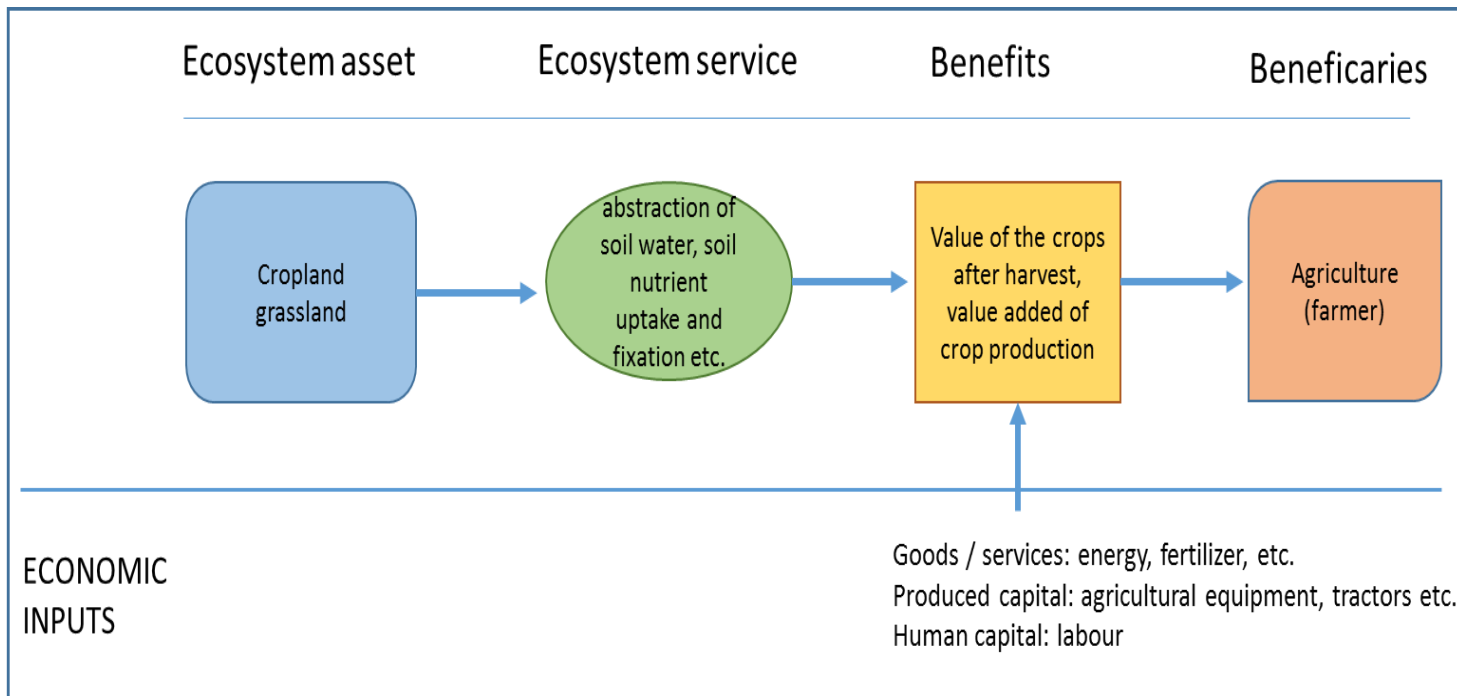 Ecosystem asset
Ecosystem service
Benefits
Beneficaries
Cropland
grassland
abstraction of
soil water, soil
nutrient
uptake and
fixation etc.
Value of the crops
after harvest,
value added of
crop production
Agriculture
(farmer)
ECONOMIC
INPUTS
Goods / services: energy, fertilizer, etc.
Produced capital: agricultural equipment, tractors etc.
Human capital: labour